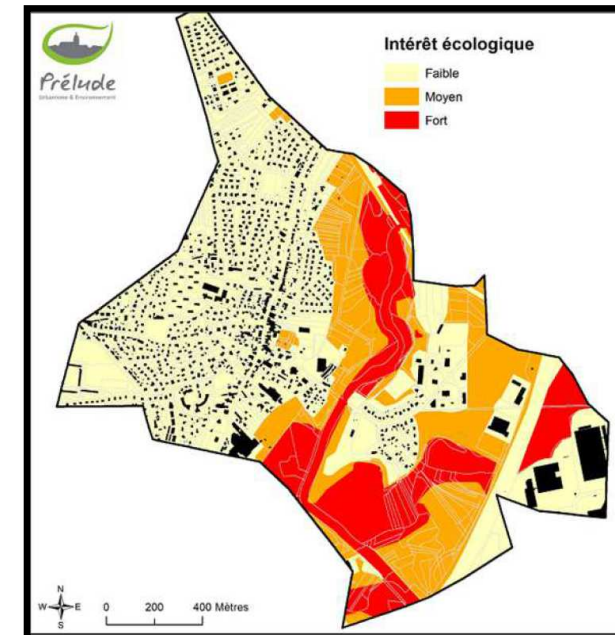 Prélude
Urbanisme & Environnement
Intérêt écologique
Faible
Moyen
Fort
N
W E
S
0 200 400 Mètres